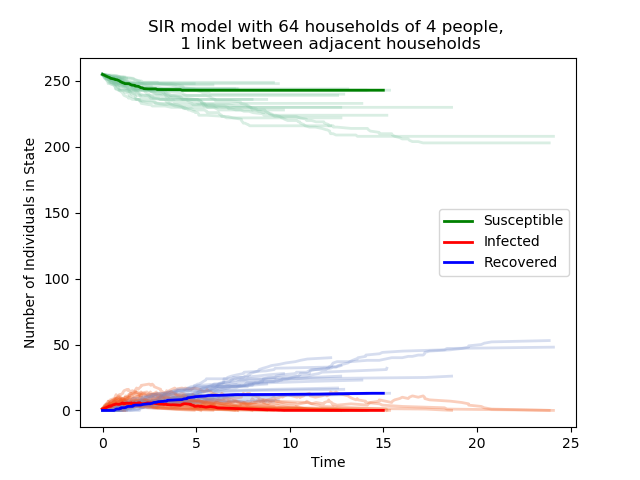 SIR model with 64 households of 4 people,
1 link between adjacent households
Number of Individuals in State
250
200
150
100
50
0
Susceptible
Infected
Recovered
0 5 10 15 20 25
Time